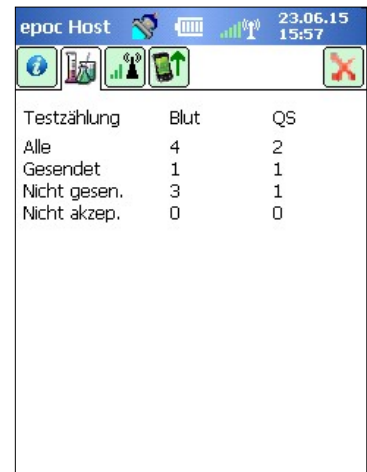 epoc Host 23.06.15
15:57
Testzählung Blut QS
Alle 4 2
Gesendet 1 1
Nicht gesen. 3 1
Nicht akzep. 0 0